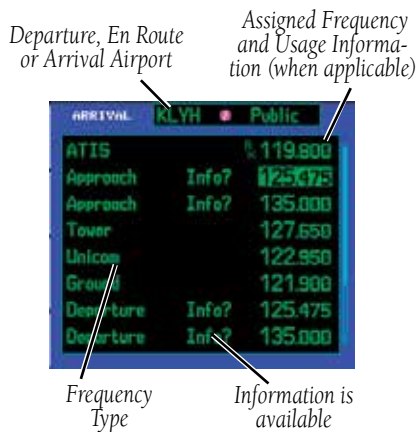 Departure, En Route
or Arrival Airport
Assigned Frequency
and Usage Informa-
tion (when applicable)
ARRIVAL KLYH Public
ATIS Rx 119.800
Approach Info? 125.475
Approach Info? 135.000
Tower 127.650
Unicom 122.950
Ground 121.900
Departure Info? 125.475
Departure Info? 135.000
Frequency
Type
Information is
available